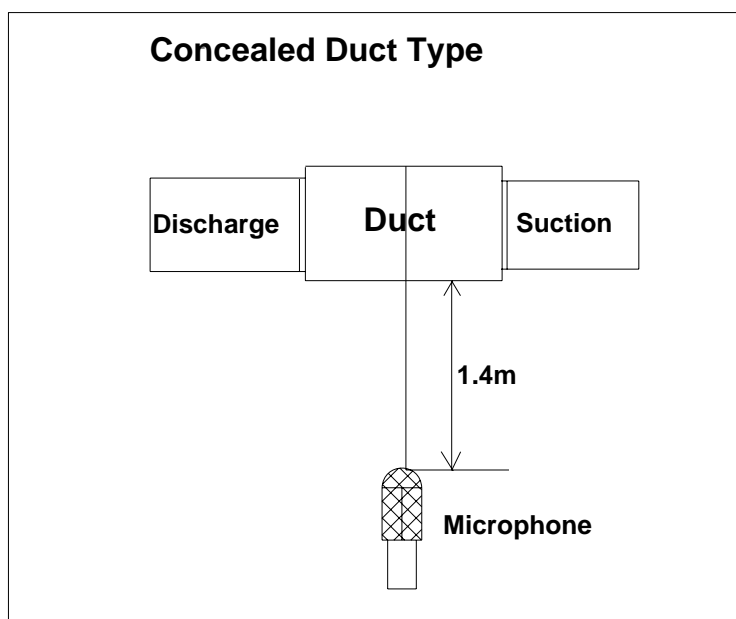 Concealed Duct Type
Discharge
Duct
Suction
1.4m
Microphone